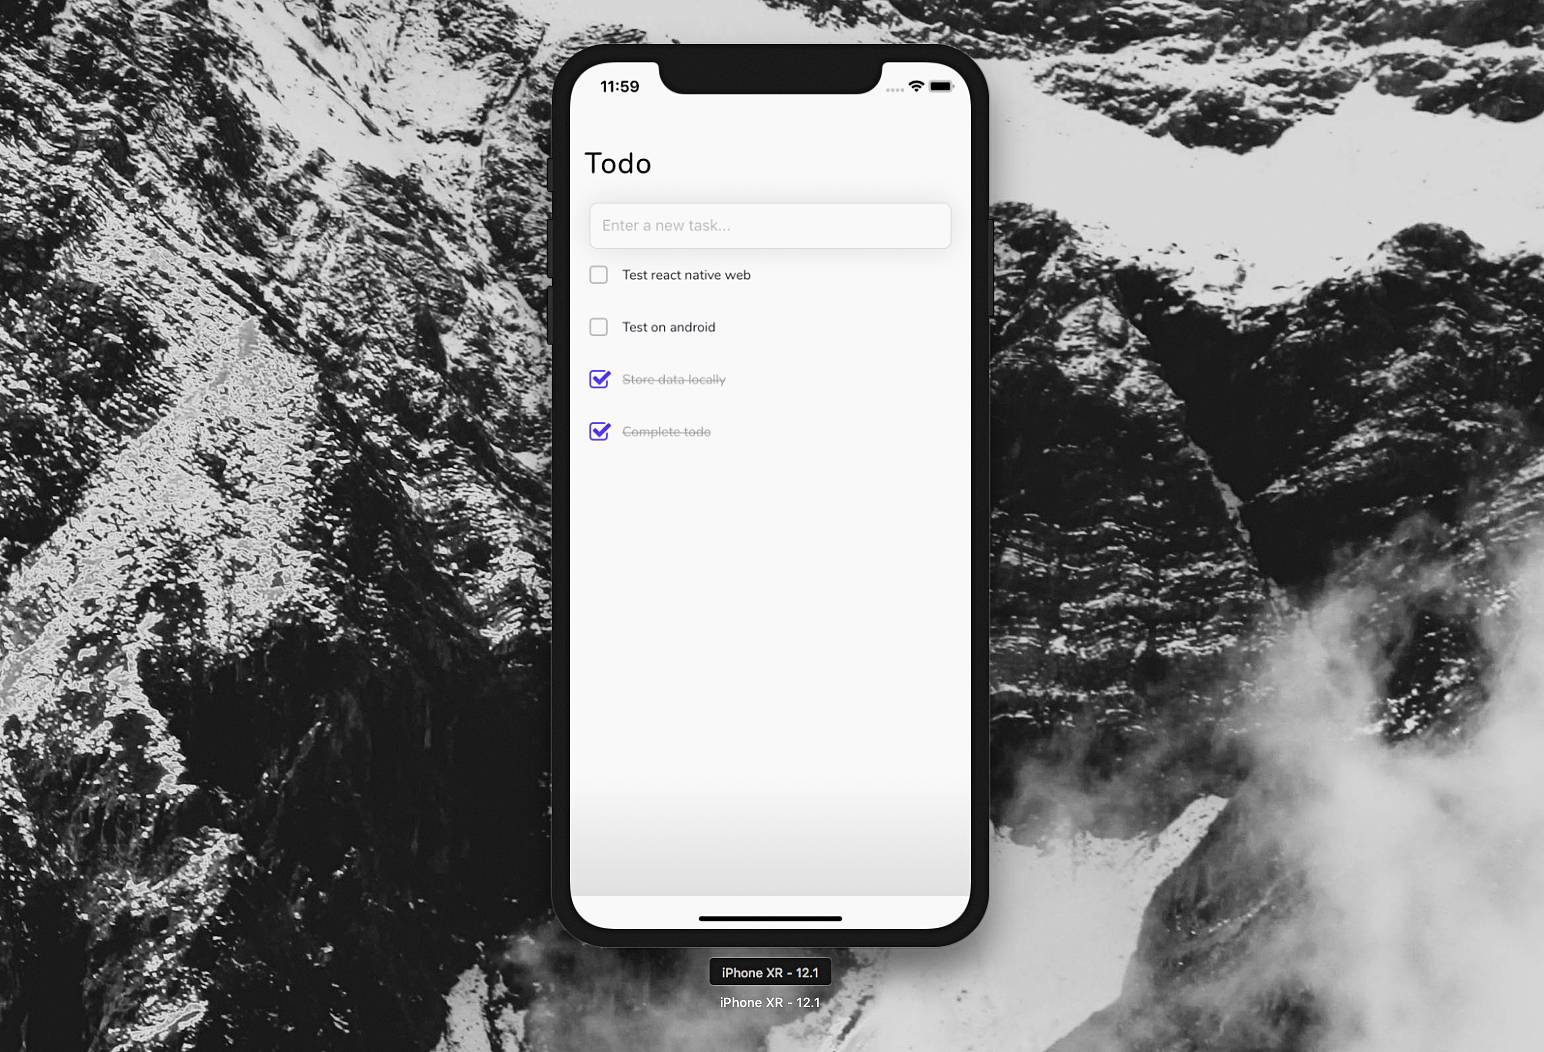 11:59
Todo
Enter a new task...
Test react native web
Test on android
Store data locally
Complete todo
iPhone XR - 12.1
iPhone XR - 12.1